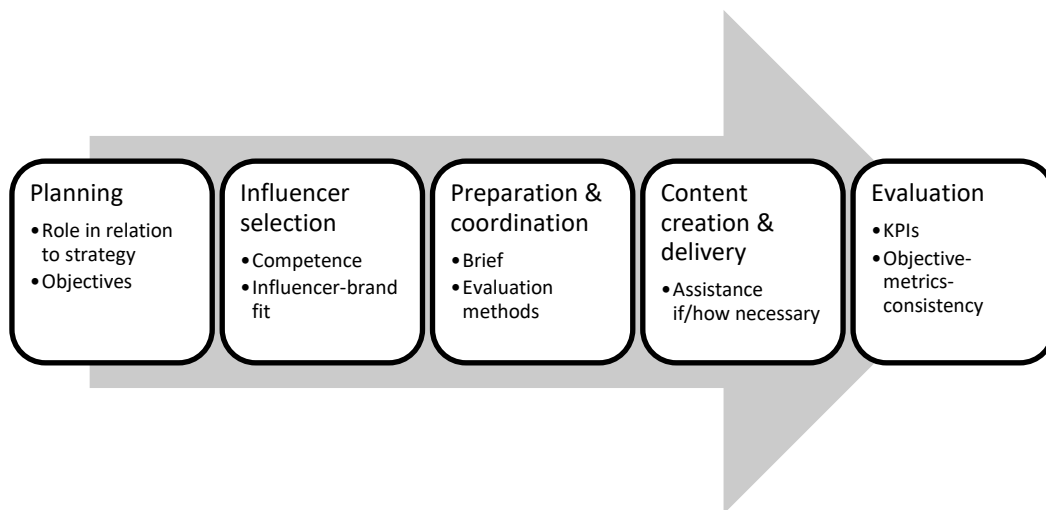 Planning
•Role in relation
to strategy
•Objectives
Influencer
selection
•Competence
•Influencer-brand
fit
Preparation &
coordination
•Brief
•Evaluation
methods
Content
creation &
delivery
•Assistance
if/how necessary
Evaluation
•KPIs
•Objective-
metrics-
consistency